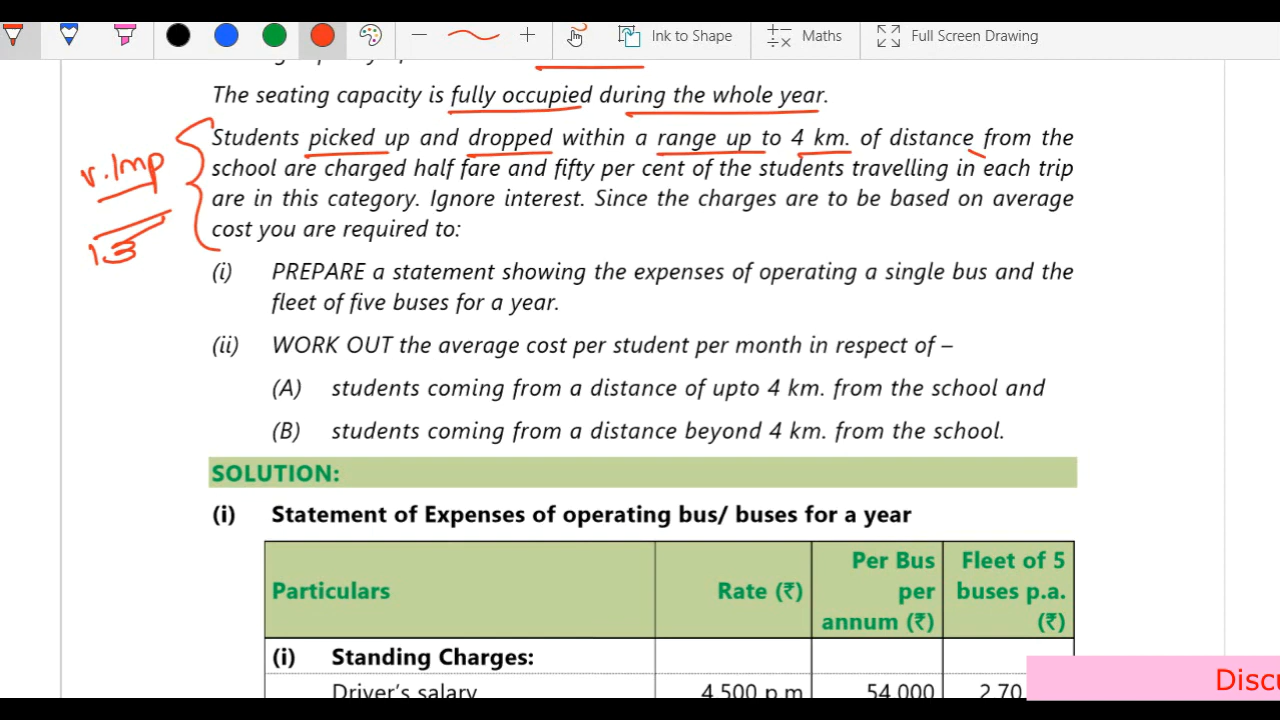 Ink to Shape
Maths
Full Screen Drawing
The seating capacity is fully occupied during the whole year.
Students picked up and dropped within a range up to 4 km. of distance from the
school are charged half fare and fifty per cent of the students travelling in each trip
are in this category. Ignore interest. Since the charges are to be based on average
cost you are required to:
v. Imp
(i) PREPARE a statement showing the expenses of operating a single bus and the
fleet of five buses for a year.
(ii) WORK OUT the average cost per student per month in respect of –
(A) students coming from a distance of upto 4 km. from the school and
(B) students coming from a distance beyond 4 km. from the school.
SOLUTION:
(i) Statement of Expenses of operating bus/ buses for a year
Particulars
Rate (₹)
Per Bus
per
annum (₹)
Fleet of 5
buses p.a.
(₹)
(i) Standing Charges:
Driver's salary 4,500 p.m 54,000 2,70
Discu